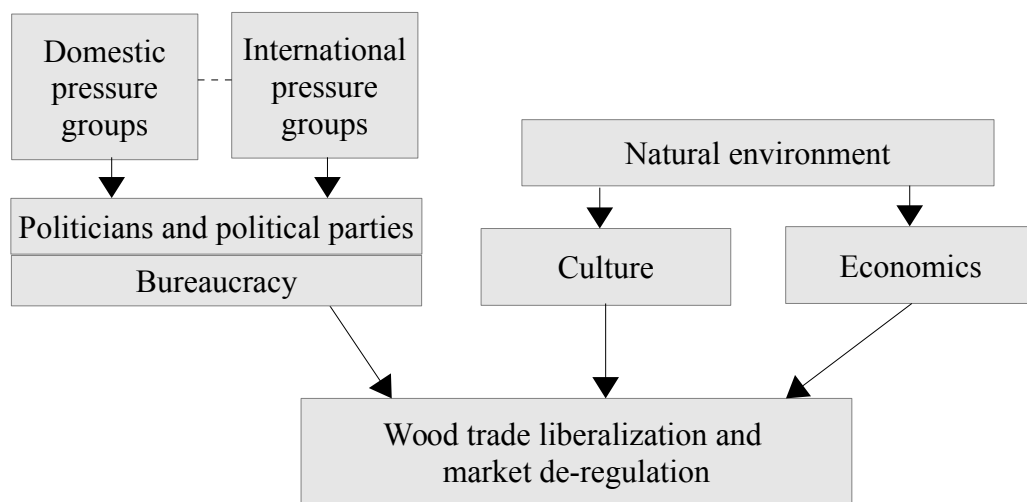 Domestic
pressure
groups
International
pressure
groups
Natural environment
Politicians and political parties
Bureaucracy
Culture
Economics
Wood trade liberalization and
market de-regulation